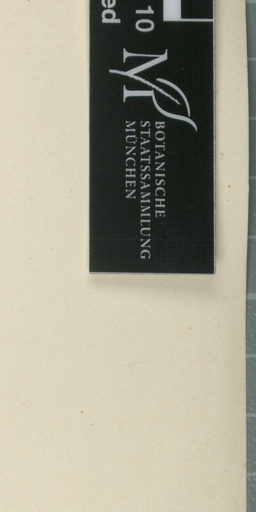 10
ed
M
BOTANISCHE
STAATSSAMMLUNG
MÜNCHEN